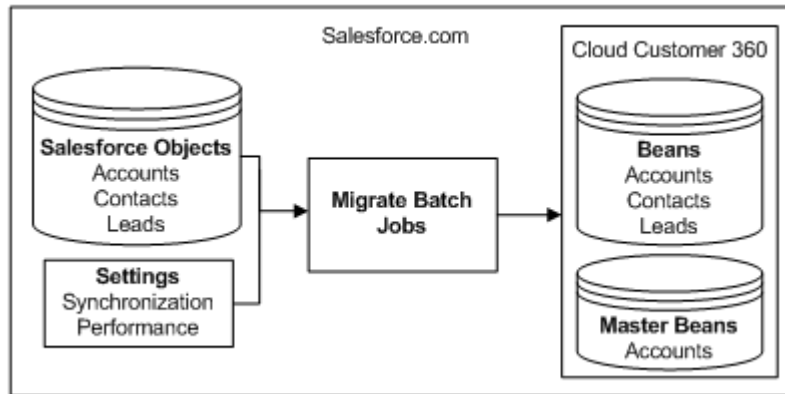 Salesforce.com
Cloud Customer 360
Salesforce Objects
Accounts
Contacts
Leads
Settings
Synchronization
Performance
Migrate Batch
Jobs
Beans
Accounts
Contacts
Leads
Master Beans
Accounts